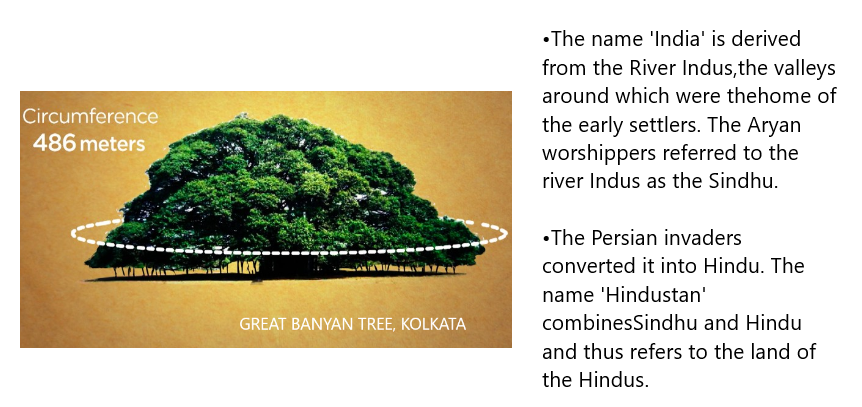 Circumference
486 meters
GREAT BANYAN TREE, KOLKATA
•The name 'India' is derived
from the River Indus,the valleys
around which were thehome of
the early settlers. The Aryan
worshippers referred to the
river Indus as the Sindhu.
•The Persian invaders
converted it into Hindu. The
name 'Hindustan'
combinesSindhu and Hindu
and thus refers to the land of
the Hindus.